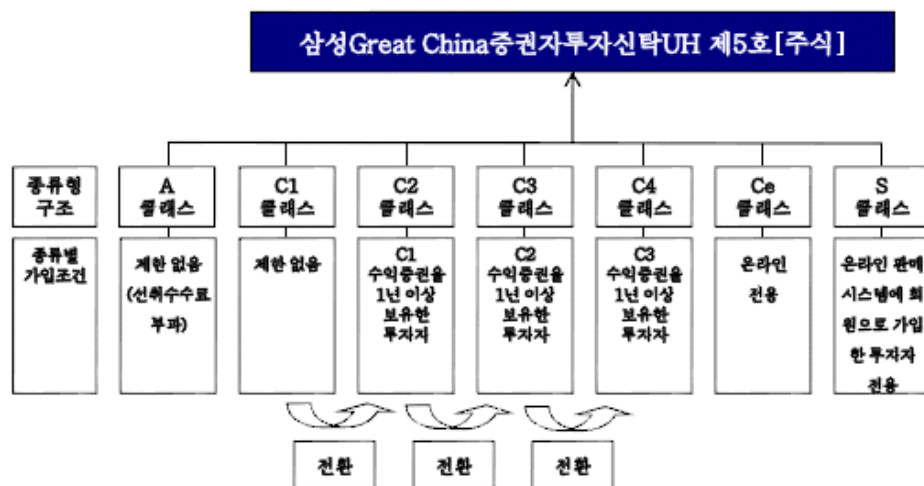 삼성Great China증권자투자신탁UH 제5호[주식]
종류형
구조
A
클래스
C1
클래스
C2
클래스
C3
클래스
C4
클래스
Ce
클래스
S
클래스
종류별
가입조건
제한 없음
(선취수수료
부과)
제한 없음
C1
수익증권을
1년 이상
보유한
투자자
C2
수익증권을
1년 이상
보유한
투자자
C3
수익증권을
1년 이상
보유한
투자자
온라인
전용
온라인 판매
시스템에 회
원으로 가입
한 투자자
전용
전환
전환
전환